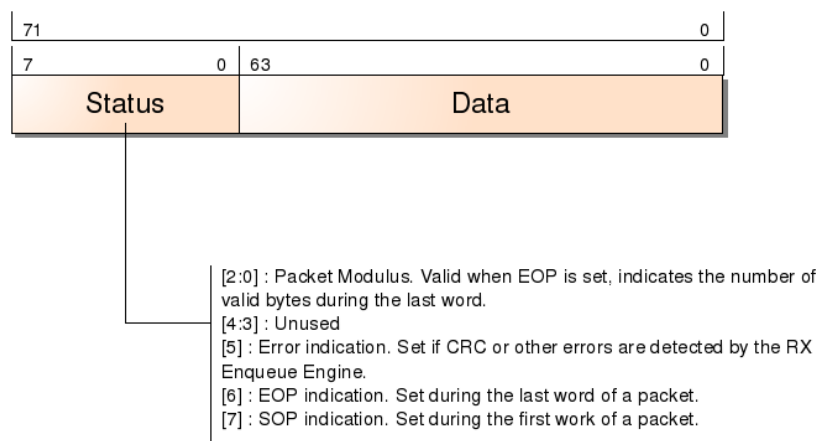 71 0
7 0 63 0
Status Data
[2:0] : Packet Modulus. Valid when EOP is set, indicates the number of
valid bytes during the last word.
[4:3] : Unused
[5] : Error indication. Set if CRC or other errors are detected by the RX
Enqueue Engine.
[6] : EOP indication. Set during the last word of a packet.
[7] : SOP indication. Set during the first work of a packet.